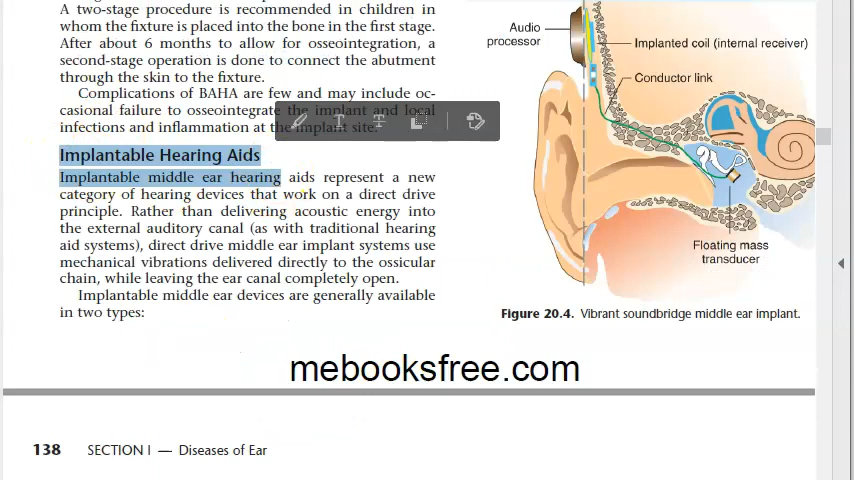 A two-stage procedure is recommended in children in
whom the fixture is placed into the bone in the first stage.
After about 6 months to allow for osseointegration, a
second-stage operation is done to connect the abutment
through the skin to the fixture.
Complications of BAHA are few and may include oc-
casional failure to osseointegrate the implant and local
infections and inflammation at the implant site.
Implantable Hearing Aids
Implantable middle ear hearing aids represent a new
category of hearing devices that work on a direct drive
principle. Rather than delivering acoustic energy into
the external auditory canal (as with traditional hearing
aid systems), direct drive middle ear implant systems use
mechanical vibrations delivered directly to the ossicular
chain, while leaving the ear canal completely open.
Implantable middle ear devices are generally available
in two types:
Audio
processor
Implanted coil (internal receiver)
Conductor link
Floating mass
transducer
Figure 20.4. Vibrant soundbridge middle ear implant.
mebooksfree.com
138 SECTION I — Diseases of Ear